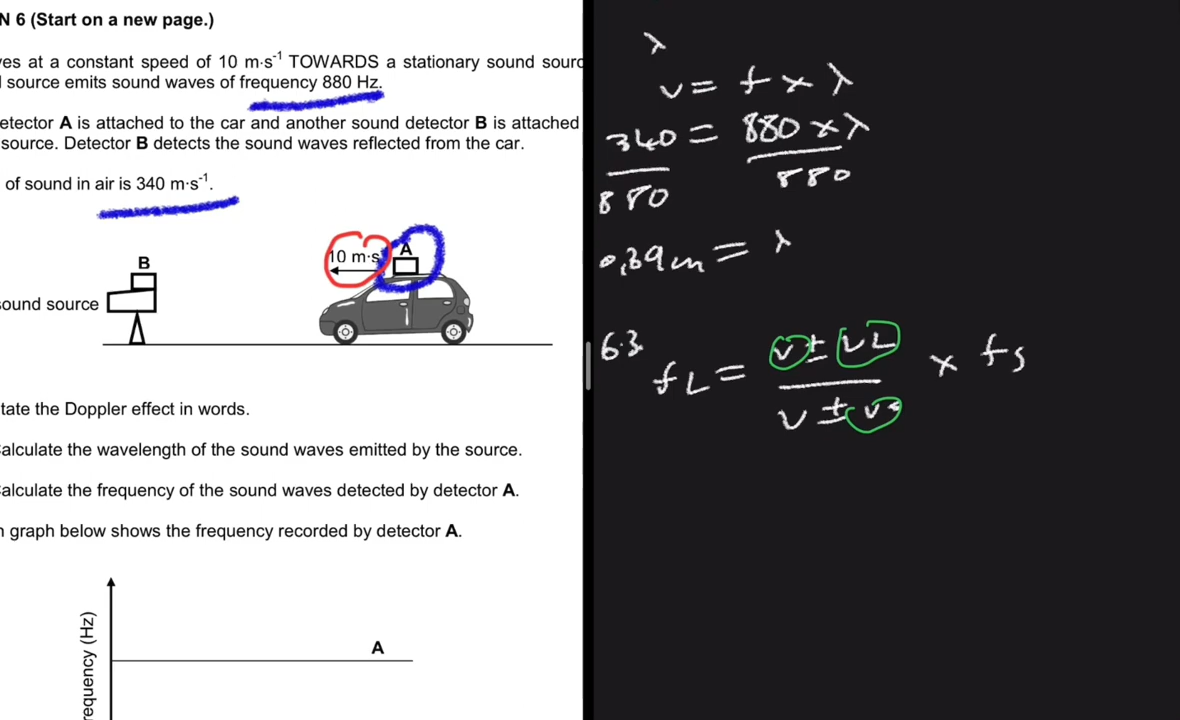 N 6 (Start on a new page.)
ves at a constant speed of 10 m·s⁻¹ TOWARDS a stationary sound sourc
l source emits sound waves of frequency 880 Hz.
etector A is attached to the car and another sound detector B is attached
source. Detector B detects the sound waves reflected from the car.
of sound in air is 340 m·s⁻¹.
B
10 m·s
A
sound source
tate the Doppler effect in words.
Calculate the wavelength of the sound waves emitted by the source.
Calculate the frequency of the sound waves detected by detector A.
h graph below shows the frequency recorded by detector A.
requency (Hz)
A
λ
v = f × λ
340 = 880 × λ
880 880
0,39m = λ
6.3
fL = v ± vL × fs
v ± vs